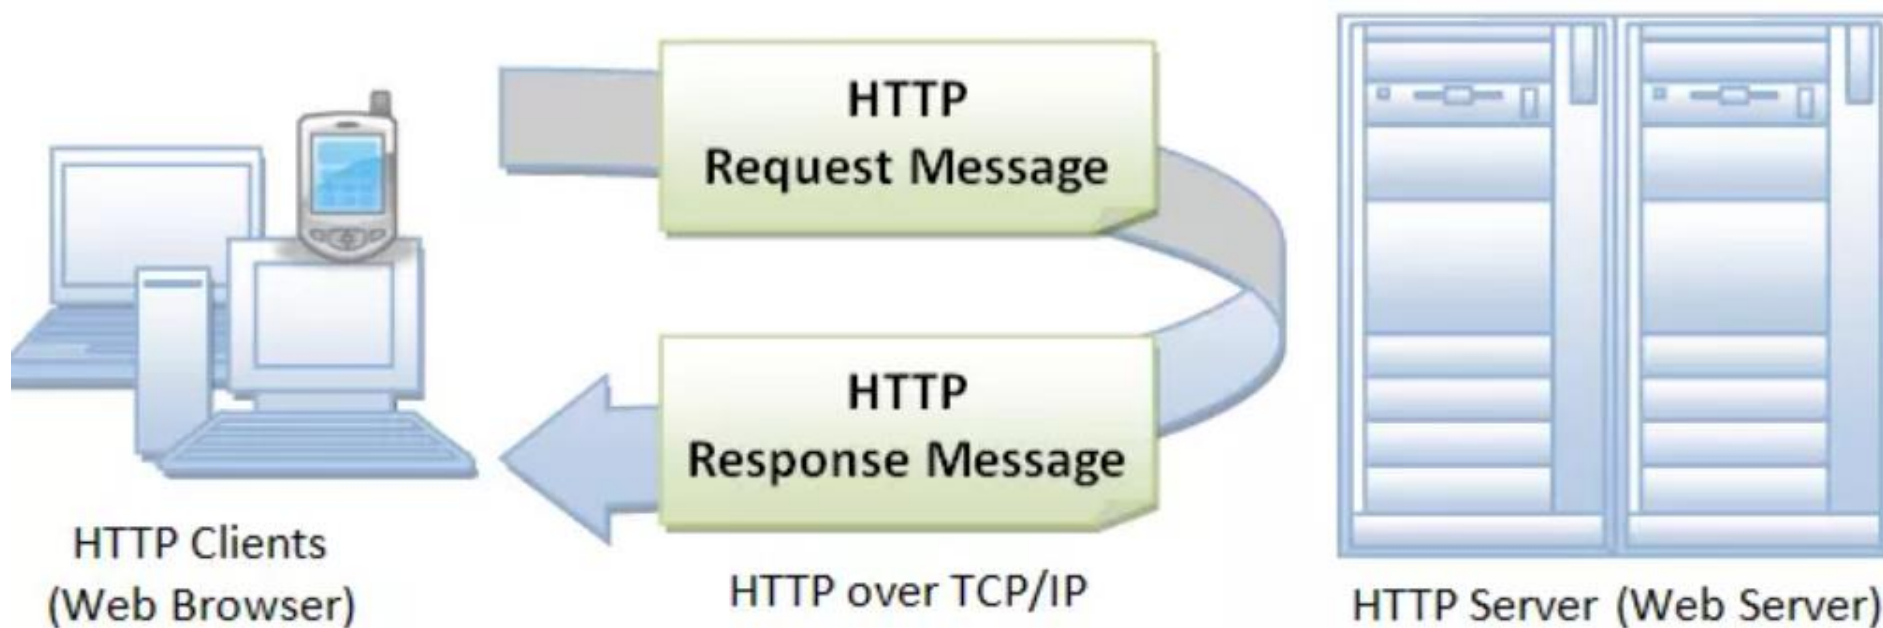 HTTP
Request Message
HTTP
Response Message
HTTP Clients
(Web Browser)
HTTP over TCP/IP
HTTP Server (Web Server)